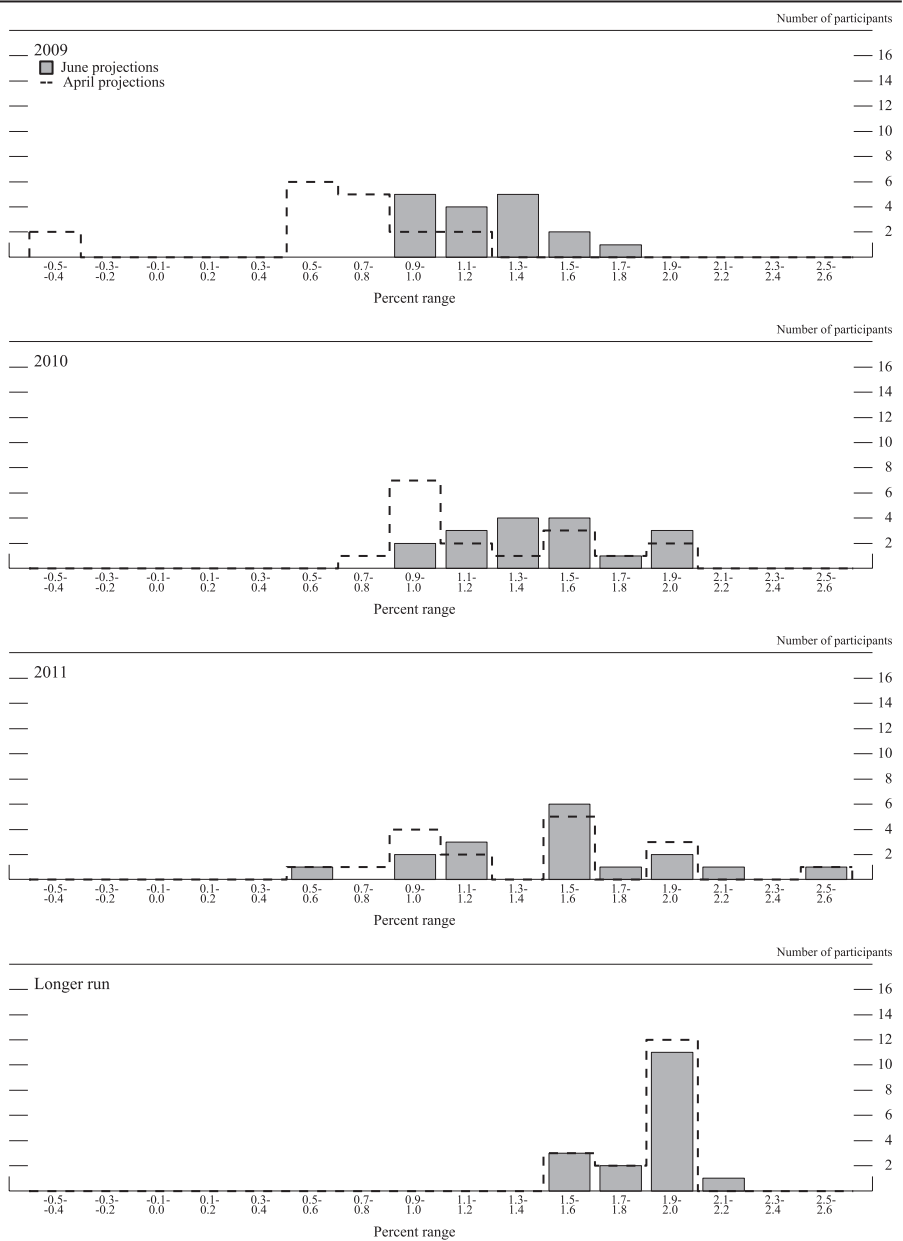 Number of participants
2009
June projections
April projections
16
14
12
10
8
6
4
2
-0.5- -0.3- -0.1- 0.1- 0.3- 0.5- 0.7- 0.9- 1.1- 1.3- 1.5- 1.7- 1.9- 2.1- 2.3- 2.5-
-0.4 -0.2 0.0 0.2 0.4 0.6 0.8 1.0 1.2 1.4 1.6 1.8 2.0 2.2 2.4 2.6
Percent range
Number of participants
2010
16
14
12
10
8
6
4
2
-0.5- -0.3- -0.1- 0.1- 0.3- 0.5- 0.7- 0.9- 1.1- 1.3- 1.5- 1.7- 1.9- 2.1- 2.3- 2.5-
-0.4 -0.2 0.0 0.2 0.4 0.6 0.8 1.0 1.2 1.4 1.6 1.8 2.0 2.2 2.4 2.6
Percent range
Number of participants
2011
16
14
12
10
8
6
4
2
-0.5- -0.3- -0.1- 0.1- 0.3- 0.5- 0.7- 0.9- 1.1- 1.3- 1.5- 1.7- 1.9- 2.1- 2.3- 2.5-
-0.4 -0.2 0.0 0.2 0.4 0.6 0.8 1.0 1.2 1.4 1.6 1.8 2.0 2.2 2.4 2.6
Percent range
Number of participants
Longer run
16
14
12
10
8
6
4
2
-0.5- -0.3- -0.1- 0.1- 0.3- 0.5- 0.7- 0.9- 1.1- 1.3- 1.5- 1.7- 1.9- 2.1- 2.3- 2.5-
-0.4 -0.2 0.0 0.2 0.4 0.6 0.8 1.0 1.2 1.4 1.6 1.8 2.0 2.2 2.4 2.6
Percent range